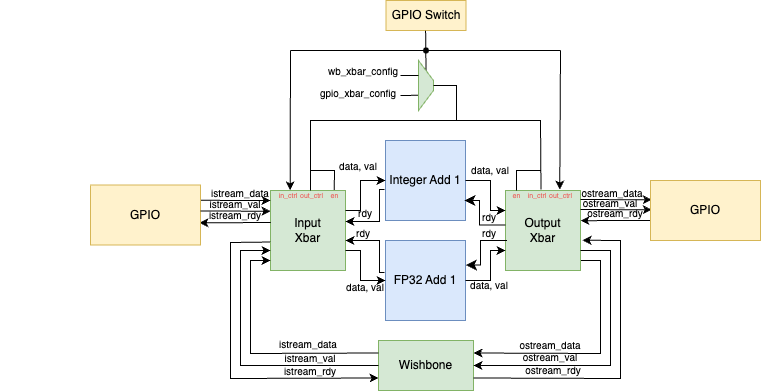 GPIO Switch
wb_xbar_config
gpio_xbar_config
data, val
Integer Add 1
data, val
rdy
rdy
in_ctrl out_ctrl en
en in_ctrl out_ctrl
istream_data
istream_val
istream_rdy
GPIO
Input
Xbar
Output
Xbar
ostream_data
ostream_val
ostream_rdy
GPIO
rdy
rdy
FP32 Add 1
data, val
data, val
istream_data
istream_val
istream_rdy
Wishbone
ostream_data
ostream_val
ostream_rdy